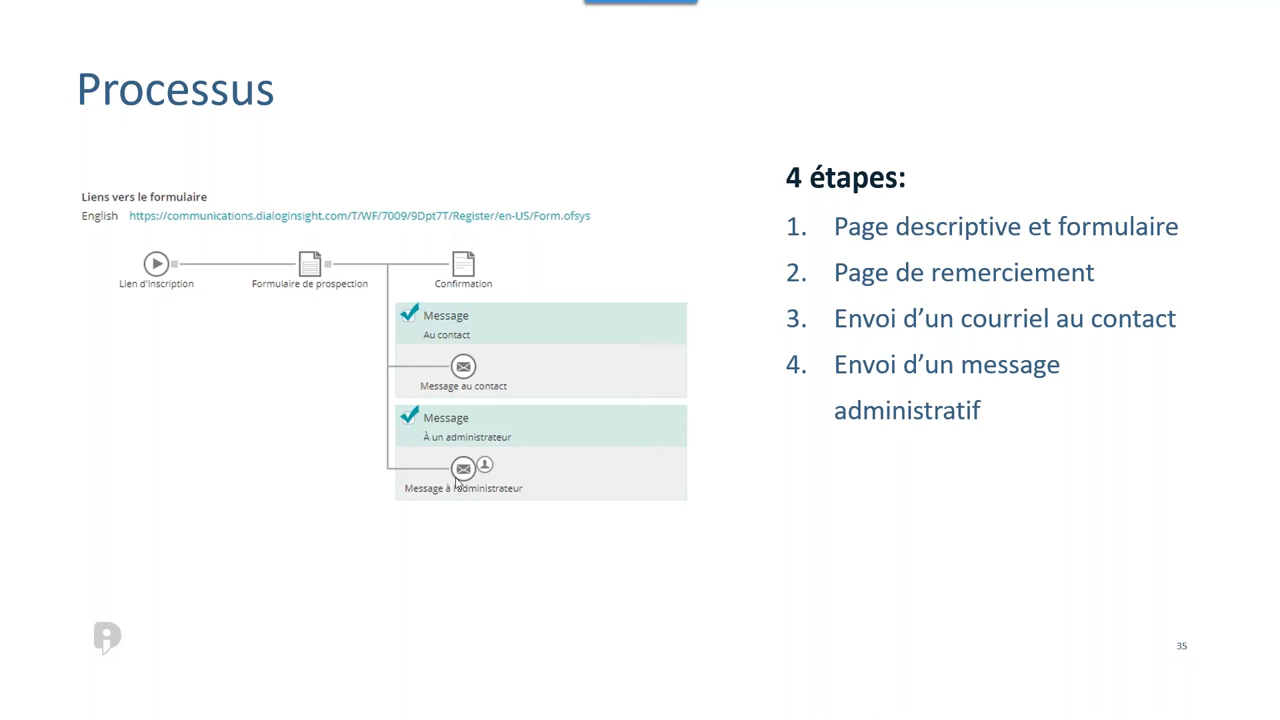 Processus
Liens vers le formulaire
English https://communications.dialoginsight.com/T/WF/7009/9Dpt7T/Register/en-US/Form.ofsys
Lien d'inscription
Formulaire de prospection
Confirmation
Message
Au contact
Message au contact
Message
À un administrateur
Message à l'administrateur
4 étapes:
1. Page descriptive et formulaire
2. Page de remerciement
3. Envoi d’un courriel au contact
4. Envoi d’un message
administratif
35